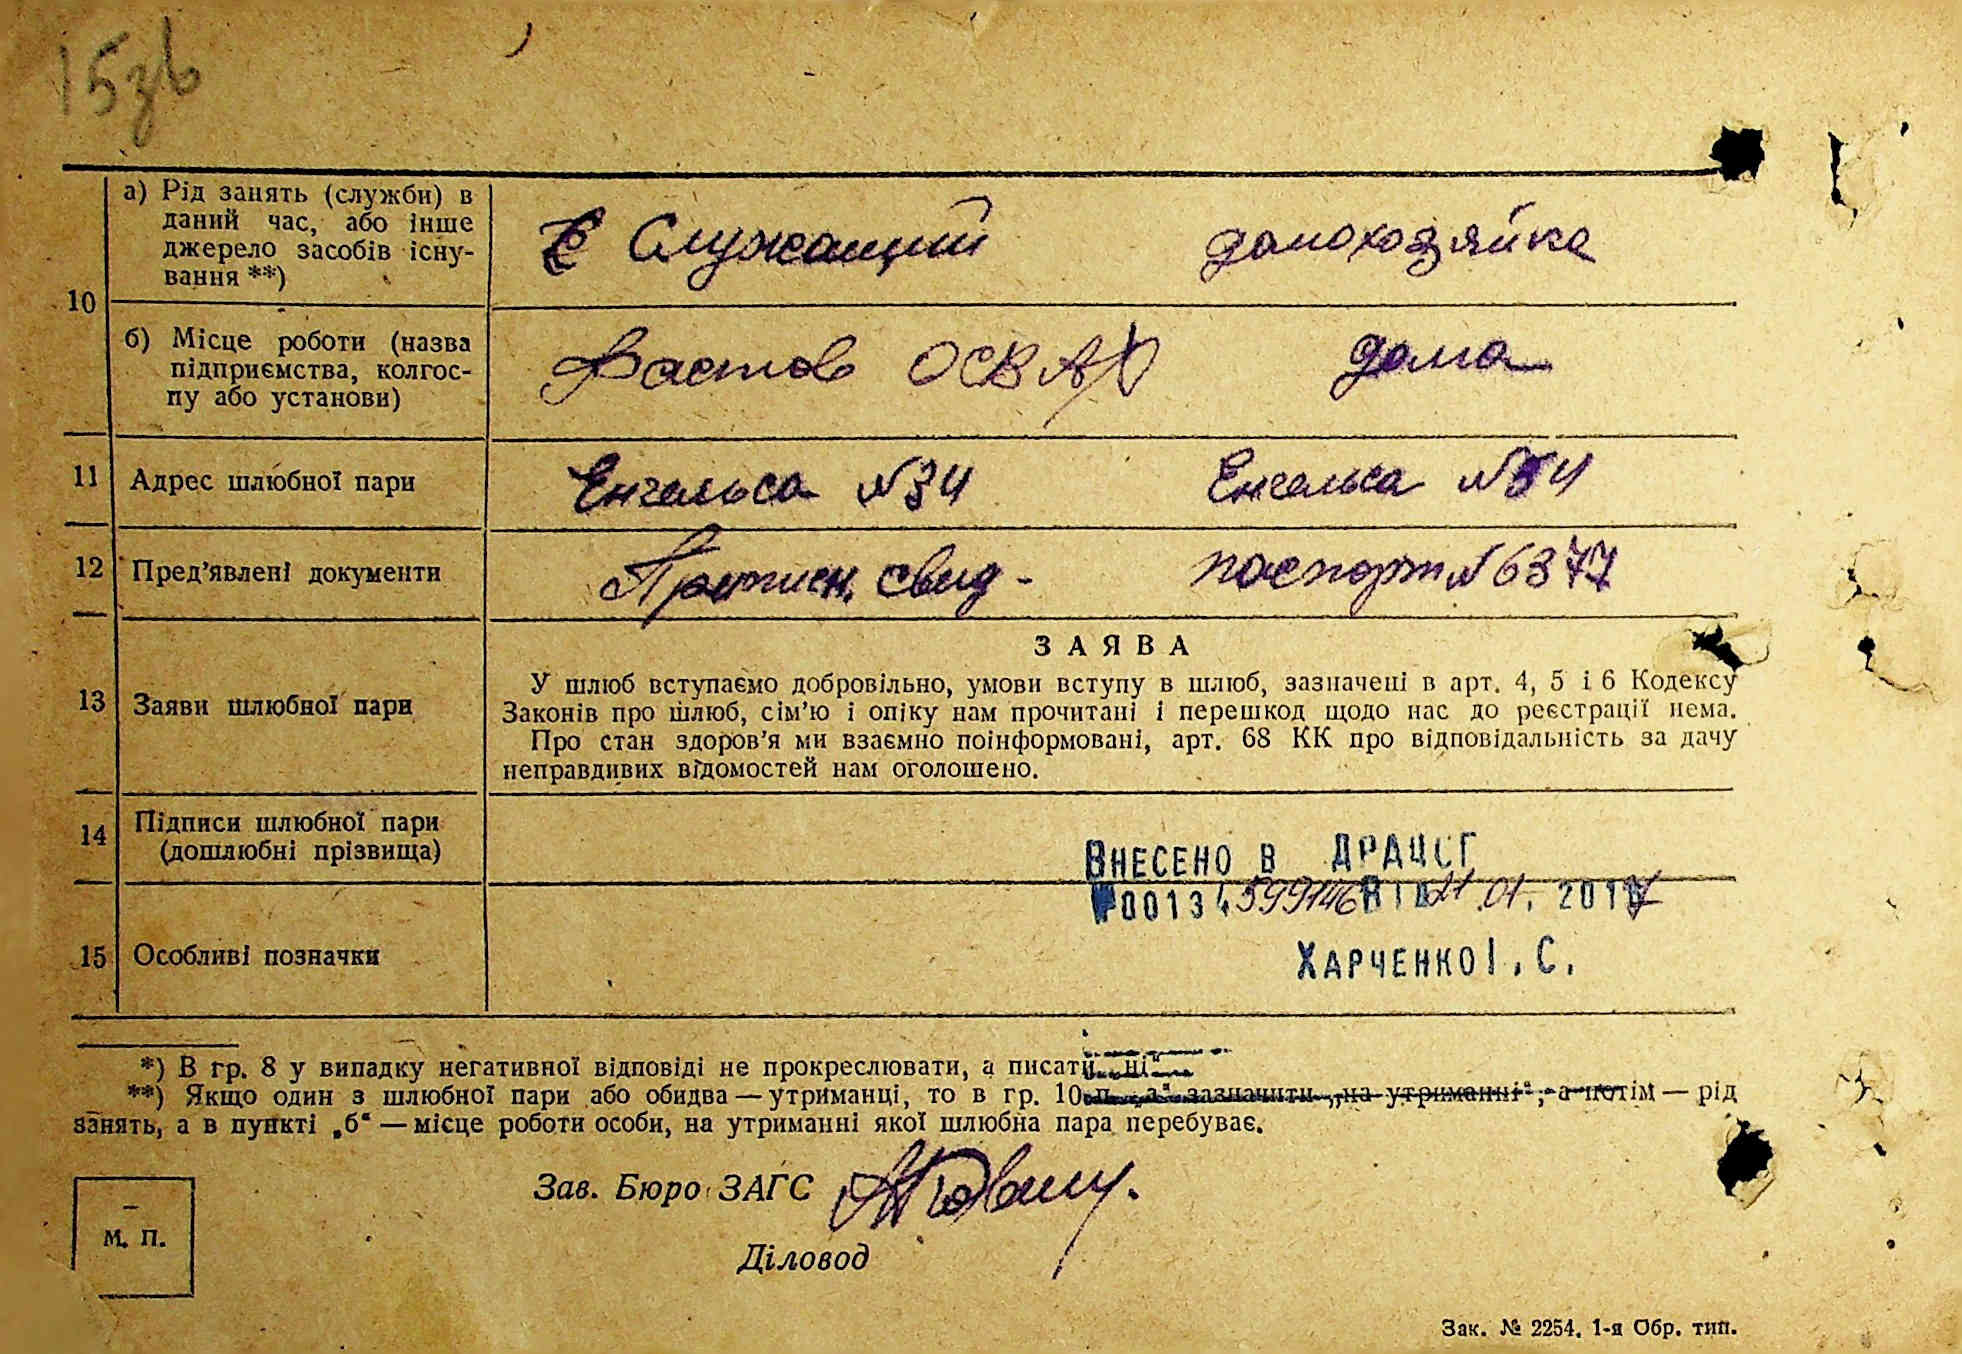 15зв
а) Рід занять (служби) в
даний час, або інше
джерело засобів існу-
вання **)
Служащий домохозяйка
10
б) Місце роботи (назва
підприємства, колгос-
пу або установи)
Фастов дома
11 Адрес шлюбної пари Енгельса №34 Енгельса №34
12 Пред'явлені документи свид - паспорт №6377
13 Заяви шлюбної пари
ЗАЯВА
У шлюб вступаємо добровільно, умови вступу в шлюб, зазначені в арт. 4, 5 і 6 Кодексу
Законів про шлюб, сім'ю і опіку нам прочитані і перешкод щодо нас до реєстрації нема.
Про стан здоров'я ми взаємно поінформовані, арт. 68 КК про відповідальність за дачу
неправдивих відомостей нам оголошено.
14 Підписи шлюбної пари
(дошлюбні прізвища)
ВНЕСЕНО В ДРАЦСГ
15 Особливі позначки
ХАРЧЕНКО І. С.
*) В гр. 8 у випадку негативної відповіді не прокреслювати, а писати „ні“
**) Якщо один з шлюбної пари або обидва — утриманці, то в гр. 10 п. „а“ зазначити „на утриманні“, а потім — рід
занять, а в пункті „б“ — місце роботи особи, на утриманні якої шлюбна пара перебуває.
Зав. Бюро ЗАГС
Діловод
М. П.
Зак. № 2254. 1-я Обр. тип.